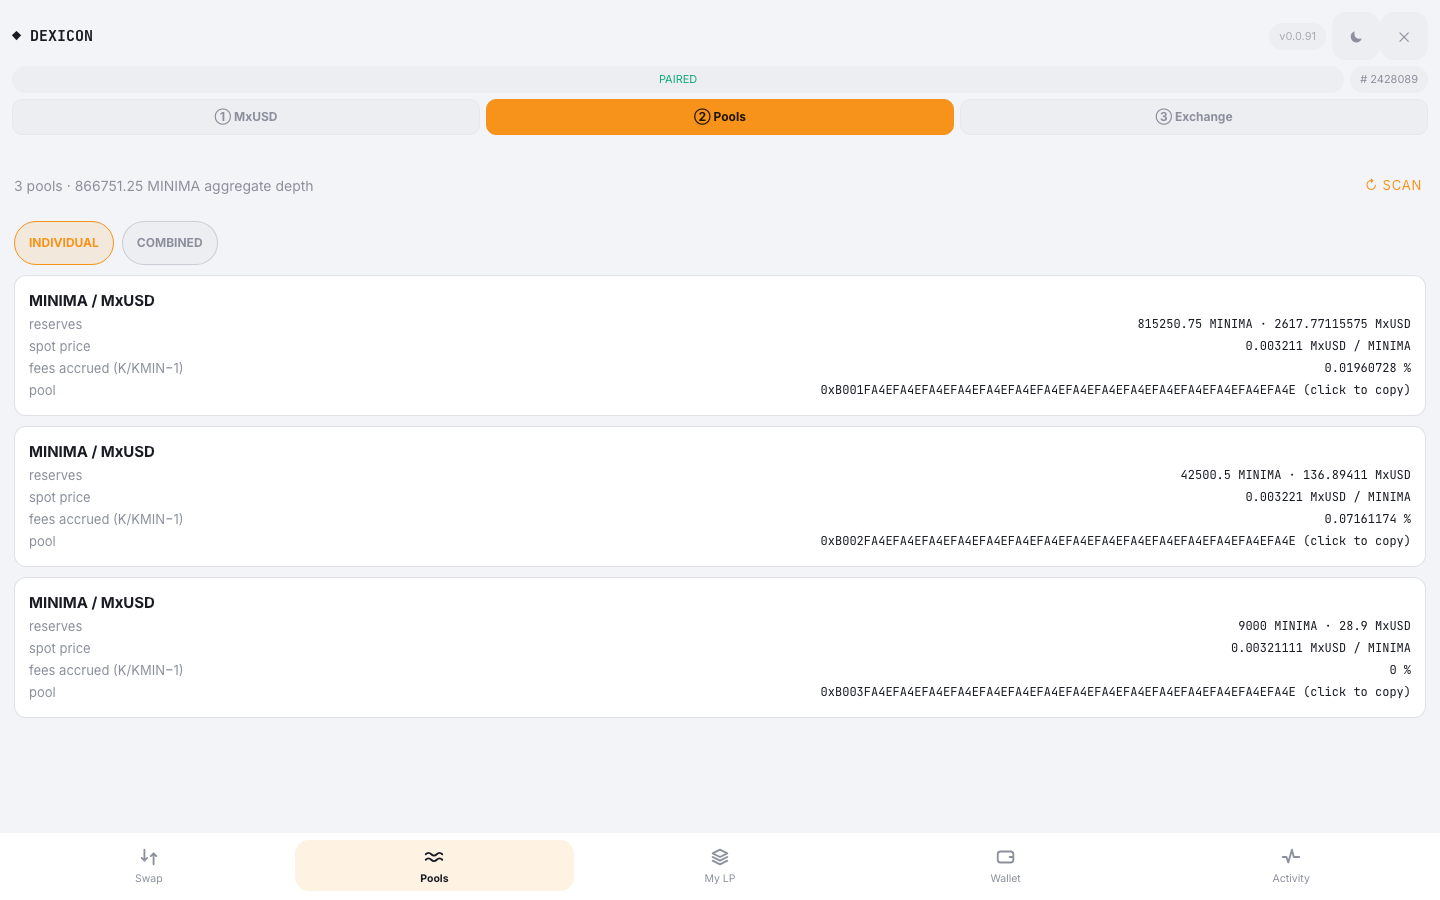 ◆ DEXICON
v0.0.91
PAIRED
# 2428089
① MxUSD
② Pools
③ Exchange
3 pools · 866751.25 MINIMA aggregate depth
↻ SCAN
INDIVIDUAL
COMBINED
MINIMA / MxUSD
reserves 815250.75 MINIMA · 2617.77115575 MxUSD
spot price 0.003211 MxUSD / MINIMA
fees accrued (K/KMIN−1) 0.01960728 %
pool 0xB001FA4EFA4EFA4EFA4EFA4EFA4EFA4EFA4EFA4EFA4EFA4EFA4EFA4EFA4EFA4E (click to copy)
MINIMA / MxUSD
reserves 42500.5 MINIMA · 136.89411 MxUSD
spot price 0.003221 MxUSD / MINIMA
fees accrued (K/KMIN−1) 0.07161174 %
pool 0xB002FA4EFA4EFA4EFA4EFA4EFA4EFA4EFA4EFA4EFA4EFA4EFA4EFA4EFA4EFA4E (click to copy)
MINIMA / MxUSD
reserves 9000 MINIMA · 28.9 MxUSD
spot price 0.00321111 MxUSD / MINIMA
fees accrued (K/KMIN−1) 0 %
pool 0xB003FA4EFA4EFA4EFA4EFA4EFA4EFA4EFA4EFA4EFA4EFA4EFA4EFA4EFA4EFA4E (click to copy)
Swap
Pools
My LP
Wallet
Activity